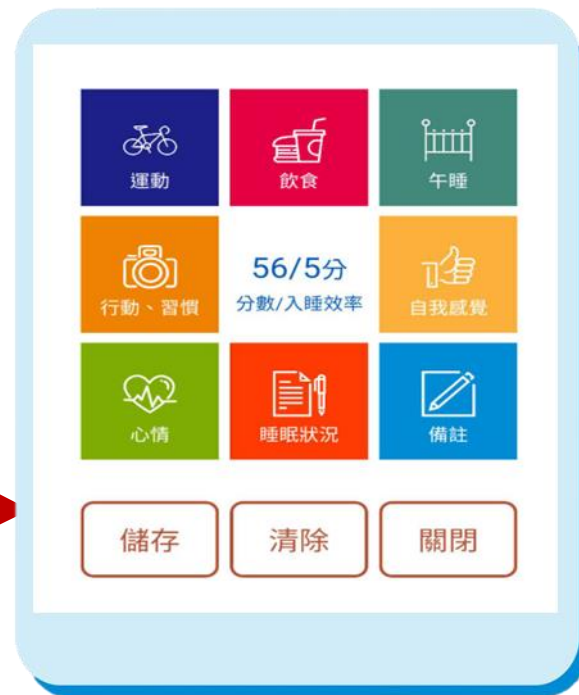 運動
飲食
午睡
行動、習慣
56/5分
分數/入睡效率
自我感覺
心情
睡眠狀況
備註
儲存
清除
關閉